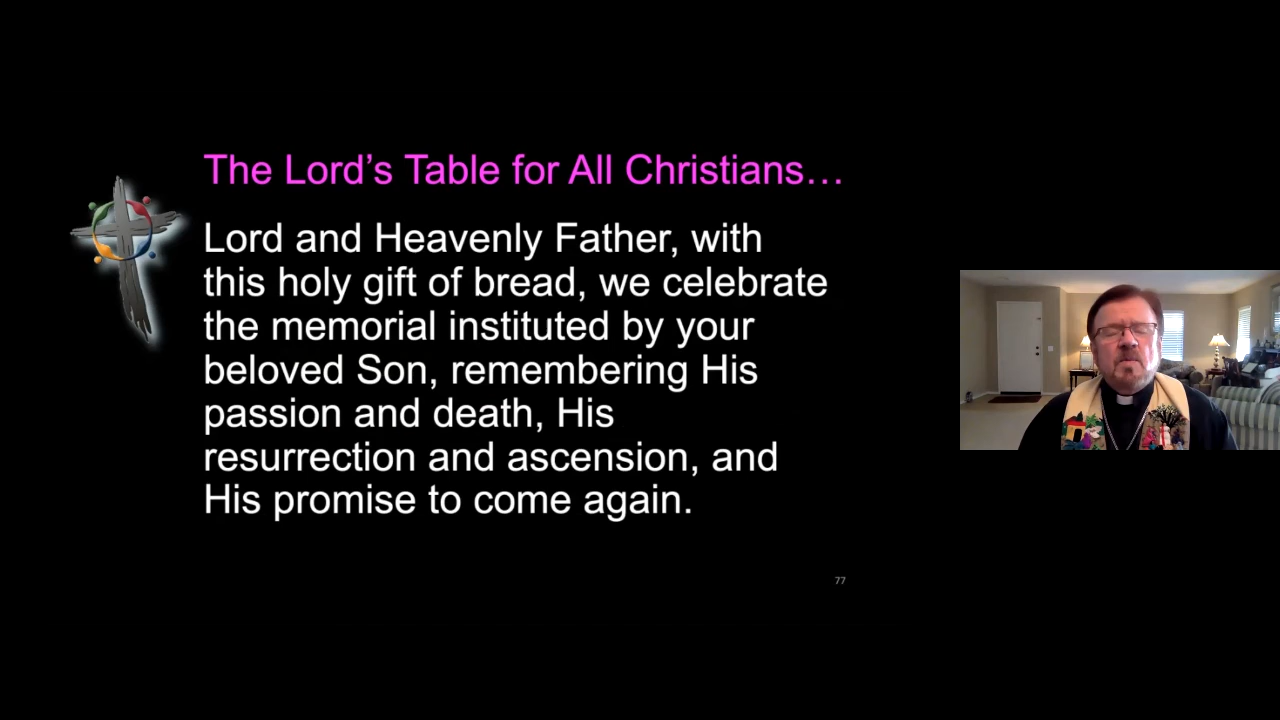 The Lord’s Table for All Christians…
Lord and Heavenly Father, with
this holy gift of bread, we celebrate
the memorial instituted by your
beloved Son, remembering His
passion and death, His
resurrection and ascension, and
His promise to come again.
77